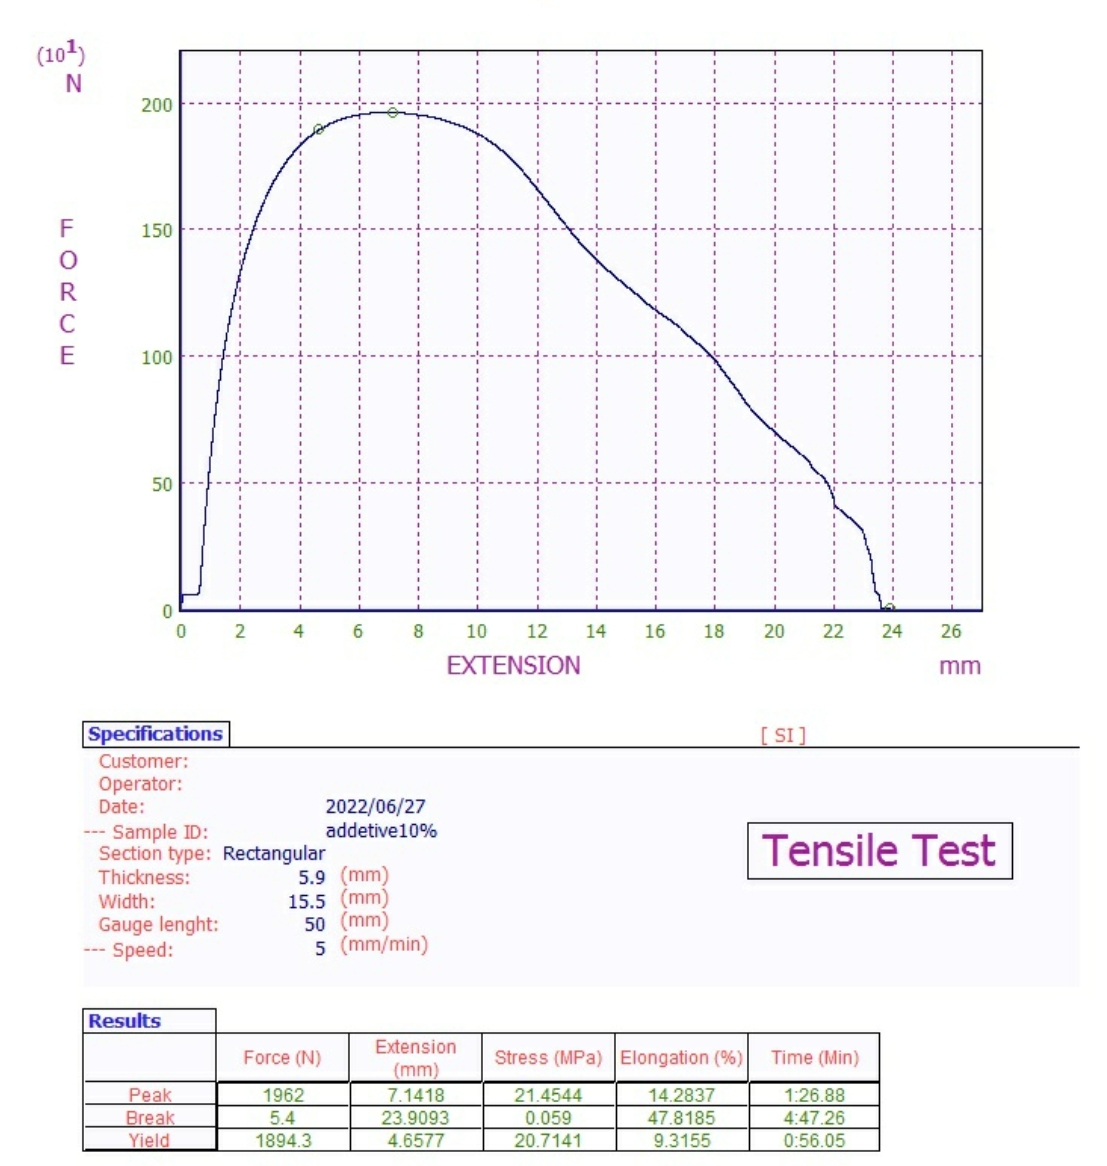 (10¹)
N
200
150
100
50
0
F
O
R
C
E
0 2 4 6 8 10 12 14 16 18 20 22 24 26
EXTENSION mm
Specifications [ SI ]
Customer:
Operator:
Date: 2022/06/27
--- Sample ID: addetive10%
Section type: Rectangular
Thickness: 5.9 (mm)
Width: 15.5 (mm)
Gauge lenght: 50 (mm)
--- Speed: 5 (mm/min)
Tensile Test
Results
Force (N) Extension (mm) Stress (MPa) Elongation (%) Time (Min)
Peak 1962 7.1418 21.4544 14.2837 1:26.88
Break 5.4 23.9093 0.059 47.8185 4:47.26
Yield 1894.3 4.6577 20.7141 9.3155 0:56.05